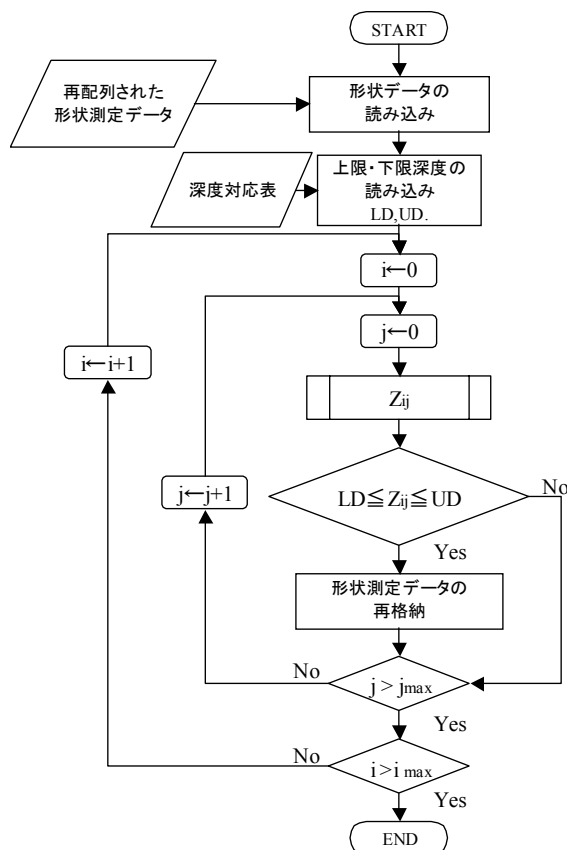 START
再配列された
形状測定データ
形状データの
読み込み
深度対応表
上限・下限深度の
読み込み
LD,UD.
i←0
j←0
i←i+1
Zij
j←j+1
LD≦Zij≦UD
No
Yes
形状測定データの
再格納
No
j > jmax
Yes
No
i > i max
Yes
END